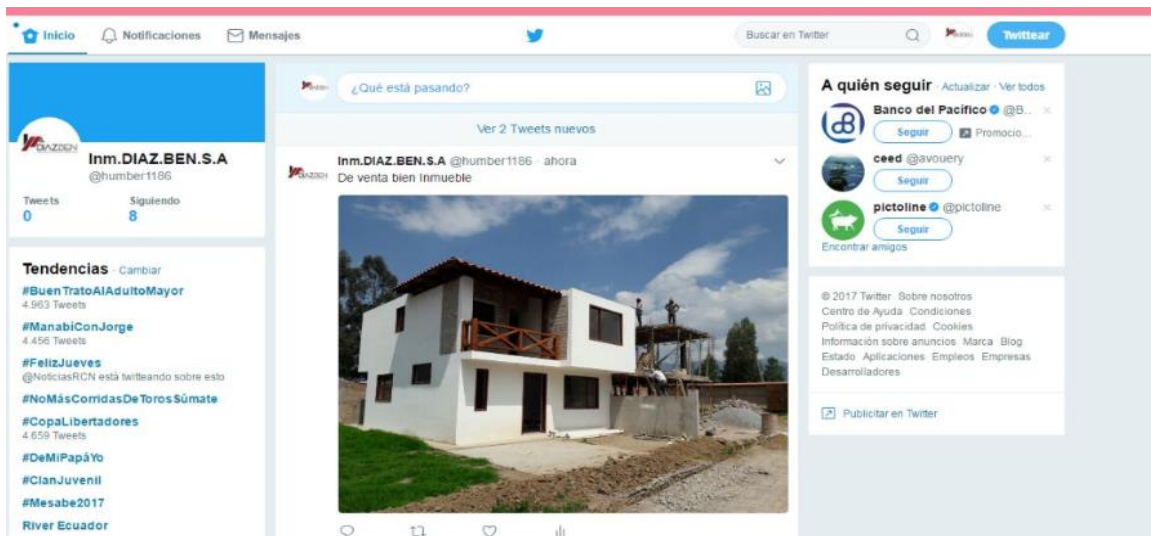 Inicio Notificaciones Mensajes
Buscar en Twitter
Twittear
DIAZBEN
Inm.DIAZ.BEN.S.A
@humber1186
Tweets Siguiendo
0 8
Tendencias · Cambiar
#BuenTratoAlAdultoMayor
4.963 Tweets
#ManabiConJorge
4.456 Tweets
#FelizJueves
@NoticiasRCN está twitteando sobre esto
#NoMásCorridasDeTorosSúmate
#CopaLibertadores
4.659 Tweets
#DeMiPapáYo
#ClanJuvenil
#Mesabe2017
River Ecuador
¿Qué está pasando?
Ver 2 Tweets nuevos
DIAZBEN
Inm.DIAZ.BEN.S.A @humber1186 · ahora
De venta bien Inmueble
A quién seguir · Actualizar · Ver todos
Banco del Pacífico @B...
Seguir Promocio...
ceed @avouery
Seguir
pictoline @pictoline
Seguir
Encontrar amigos
© 2017 Twitter Sobre nosotros
Centro de Ayuda Condiciones
Política de privacidad Cookies
Información sobre anuncios Marca Blog
Estado Aplicaciones Empleos Empresas
Desarrolladores
Publicitar en Twitter